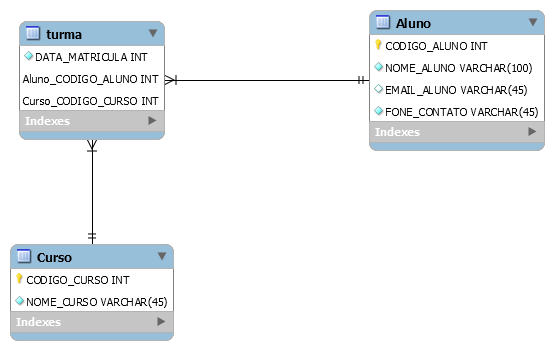 turma
DATA_MATRICULA INT
Aluno_CODIGO_ALUNO INT
Curso_CODIGO_CURSO INT
Indexes
Aluno
CODIGO_ALUNO INT
NOME_ALUNO VARCHAR(100)
EMAIL_ALUNO VARCHAR(45)
FONE_CONTATO VARCHAR(45)
Indexes
Curso
CODIGO_CURSO INT
NOME_CURSO VARCHAR(45)
Indexes